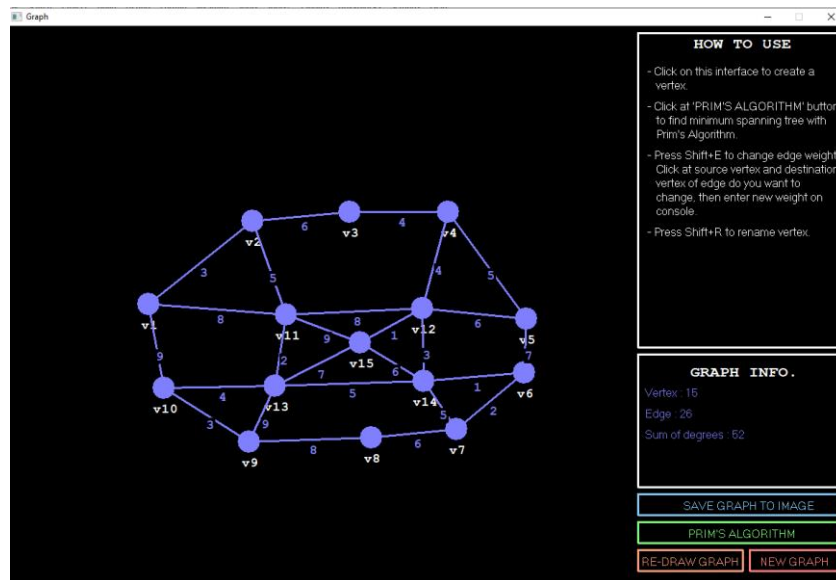 Graph
HOW TO USE
- Click on this interface to create a
vertex.
- Click at 'PRIM'S ALGORITHM' button
to find minimum spanning tree with
Prim's Algorithm.
- Press Shift+E to change edge weight
Click at source vertex and destination
vertex of edge do you want to
change, then enter new weight on
console.
- Press Shift+R to rename vertex.
6
4
v2
v3
v4
3
5
4
5
v1
8
8
v12
6
v11
9
1
v5
9
2
v15
3
7
7
6
v10
4
v13
5
v14
1
v6
3
9
5
2
v9
8
v8
6
v7
GRAPH INFO.
Vertex : 15
Edge : 26
Sum of degrees : 52
SAVE GRAPH TO IMAGE
PRIM'S ALGORITHM
RE-DRAW GRAPH
NEW GRAPH